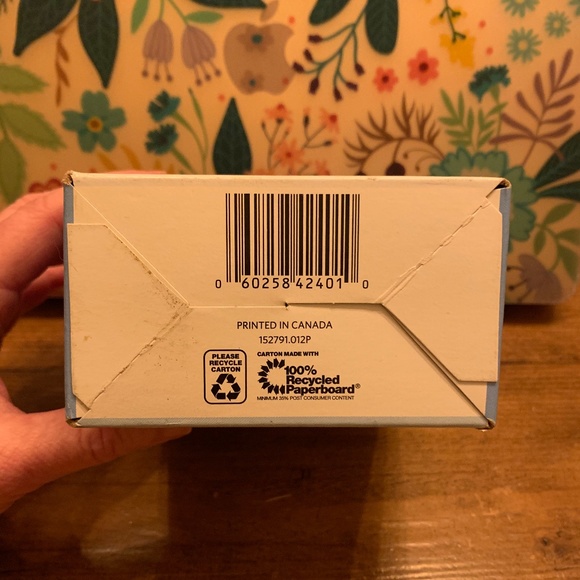 0 60258 42401 0
PRINTED IN CANADA
152791.012P
PLEASE
RECYCLE
CARTON
CARTON MADE WITH
100%
Recycled
Paperboard®
MINIMUM 35% POST CONSUMER CONTENT